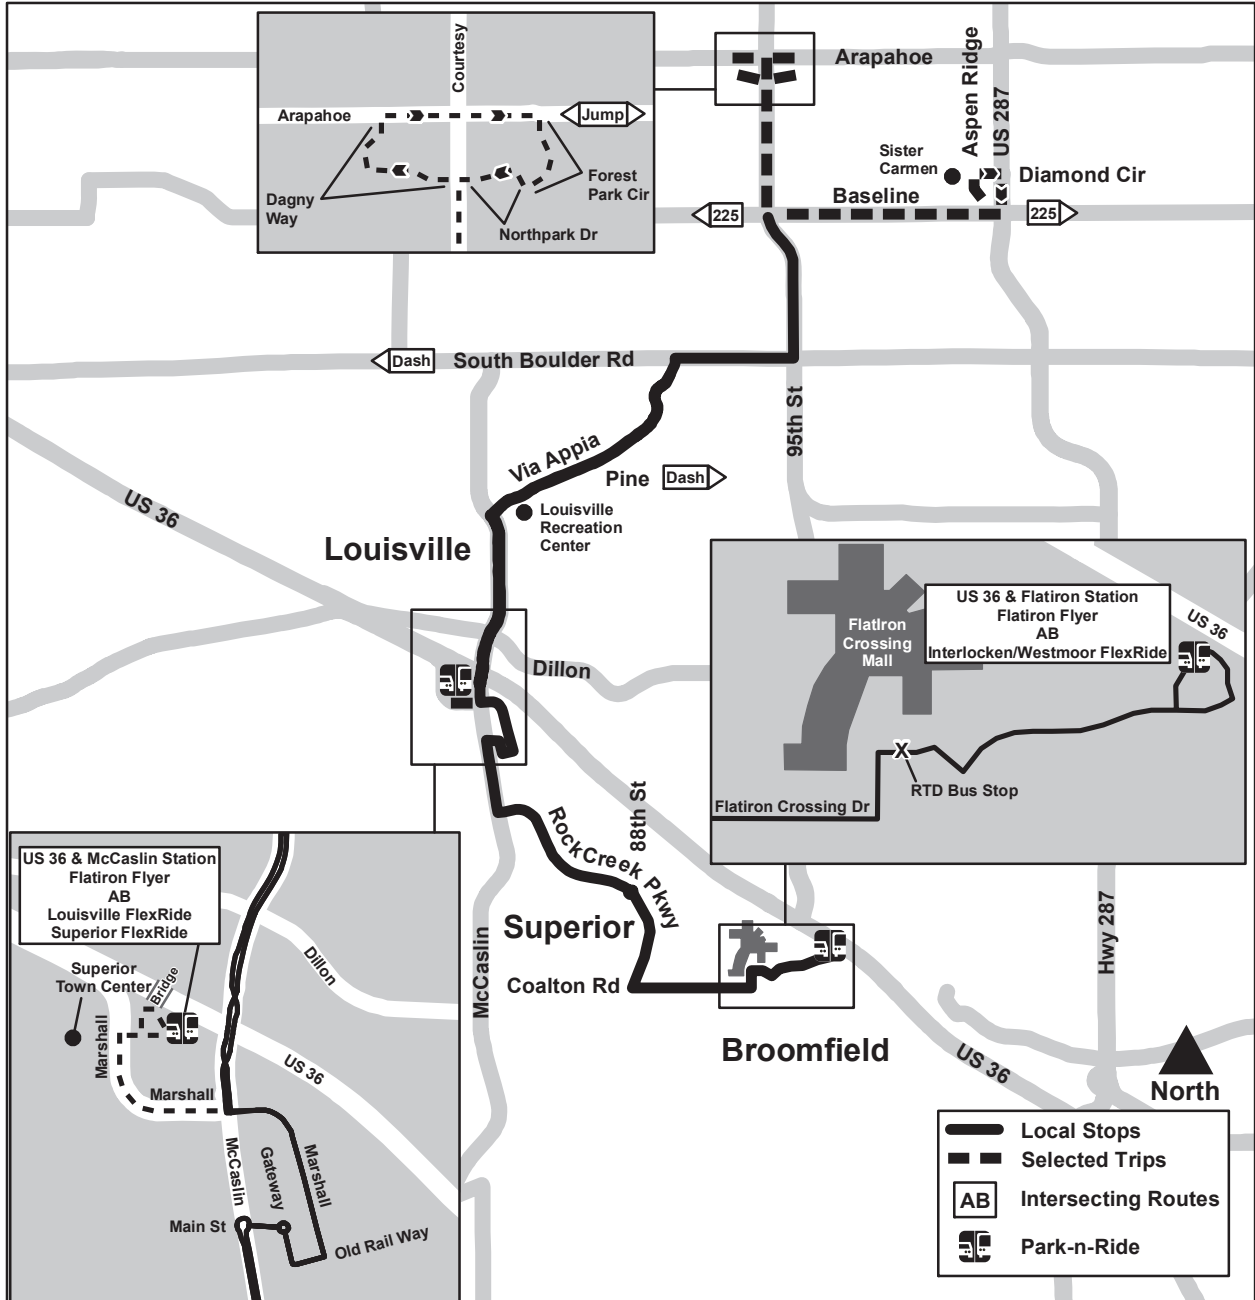 Courtesy
Arapahoe
Jump
Dagny
Way
Forest
Park Cir
Northpark Dr
Arapahoe
Aspen Ridge
US 287
Sister
Carmen
Diamond Cir
Baseline
225
225
Dash
South Boulder Rd
95th St
Via Appia
Pine
Dash
US 36
Louisville
Recreation
Center
Louisville
Dillon
FlatIron
Crossing
Mall
US 36 & Flatiron Station
Flatiron Flyer
AB
Interlocken/Westmoor FlexRide
US 36
X
RTD Bus Stop
Flatiron Crossing Dr
88th St
RockCreek Pkwy
Superior
McCaslin
Coalton Rd
Hwy 287
Broomfield
US 36
US 36 & McCaslin Station
Flatiron Flyer
AB
Louisville FlexRide
Superior FlexRide
Superior
Town Center
Bridge
Dillon
Marshall
US 36
Marshall
McCaslin
Gateway
Marshall
Main St
Old Rail Way
North
Local Stops
Selected Trips
AB
Intersecting Routes
Park-n-Ride